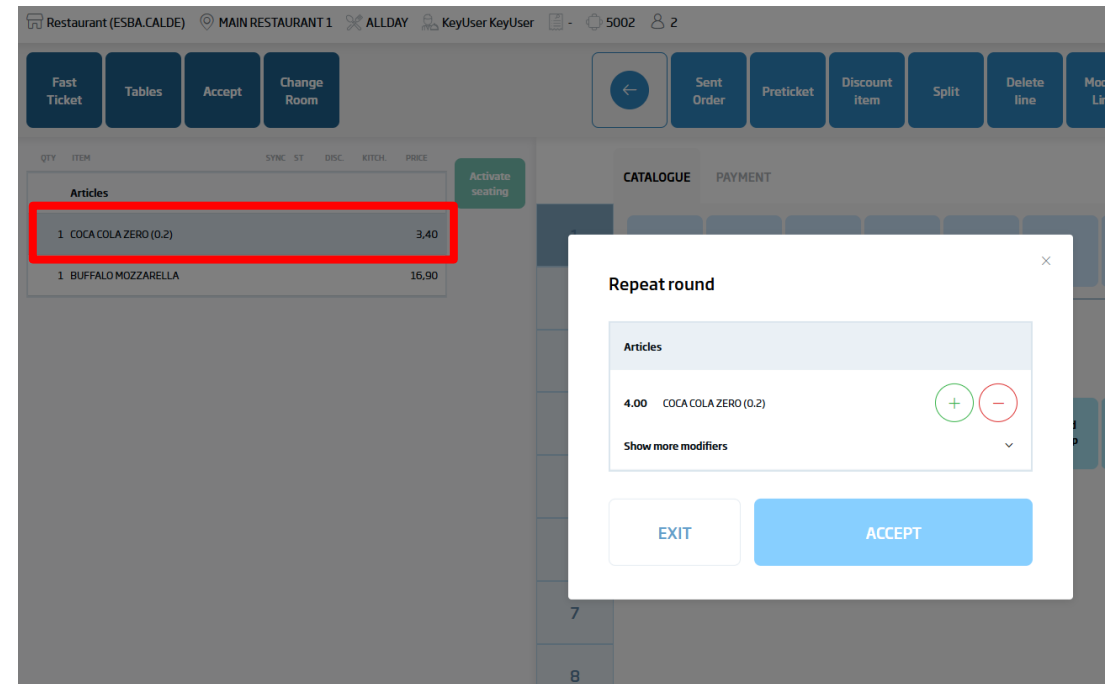 Restaurant (ESBA.CALDE) MAIN RESTAURANT 1 ALLDAY KeyUser KeyUser - 5002 2
Fast Ticket
Tables
Accept
Change Room
Sent Order
Preticket
Discount item
Split
Delete line
QTY ITEM SYNC ST DISC. KITCH. PRICE
Activate seating
Articles
1 COCA COLA ZERO (0.2) 3,40
1 BUFFALO MOZZARELLA 16,90
CATALOGUE PAYMENT
Repeat round
Articles
4.00 COCA COLA ZERO (0.2)
Show more modifiers
EXIT
ACCEPT
7
8